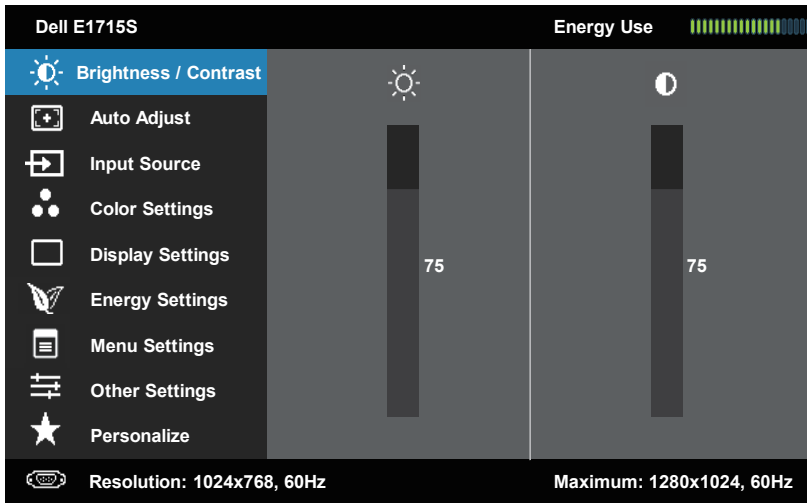 Dell E1715S
Energy Use
Brightness / Contrast
Auto Adjust
Input Source
Color Settings
Display Settings
75
75
Energy Settings
Menu Settings
Other Settings
Personalize
Resolution: 1024x768, 60Hz
Maximum: 1280x1024, 60Hz